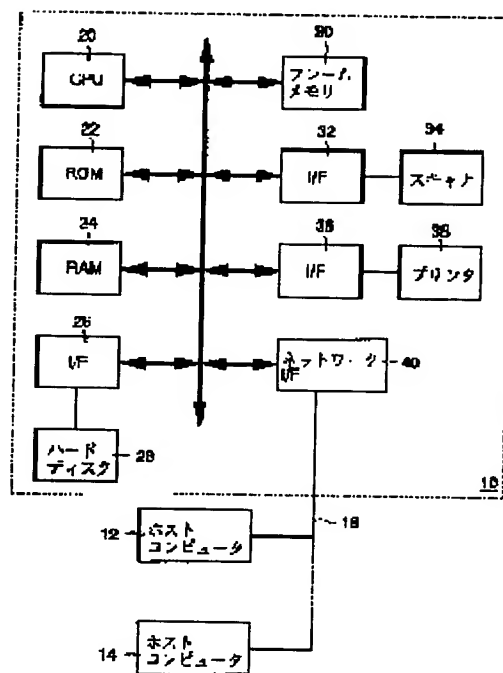 20
CPU
30
フレーム
メモリ
22
ROM
32
I/F
34
スキャナ
24
RAM
36
I/F
38
プリンタ
26
I/F
ネットワーク
I/F
40
ハード
ディスク
28
10
16
12
ホスト
コンピュータ
14
ホスト
コンピュータ